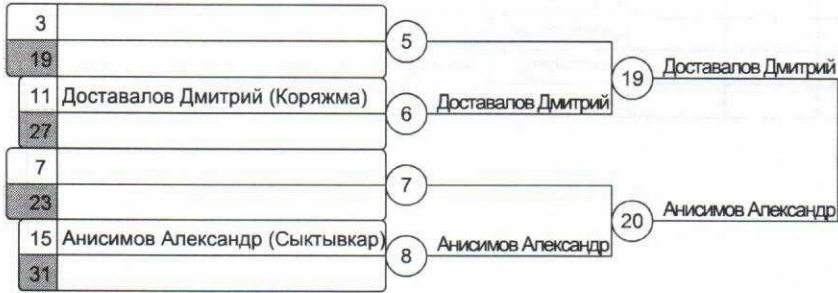 3
5
19
19 Доставалов Дмитрий
11 Доставалов Дмитрий (Коряжма)
6 Доставалов Дмитрий
27
7
7
23
20 Анисимов Александр
15 Анисимов Александр (Сыктывкар)
8 Анисимов Александр
31